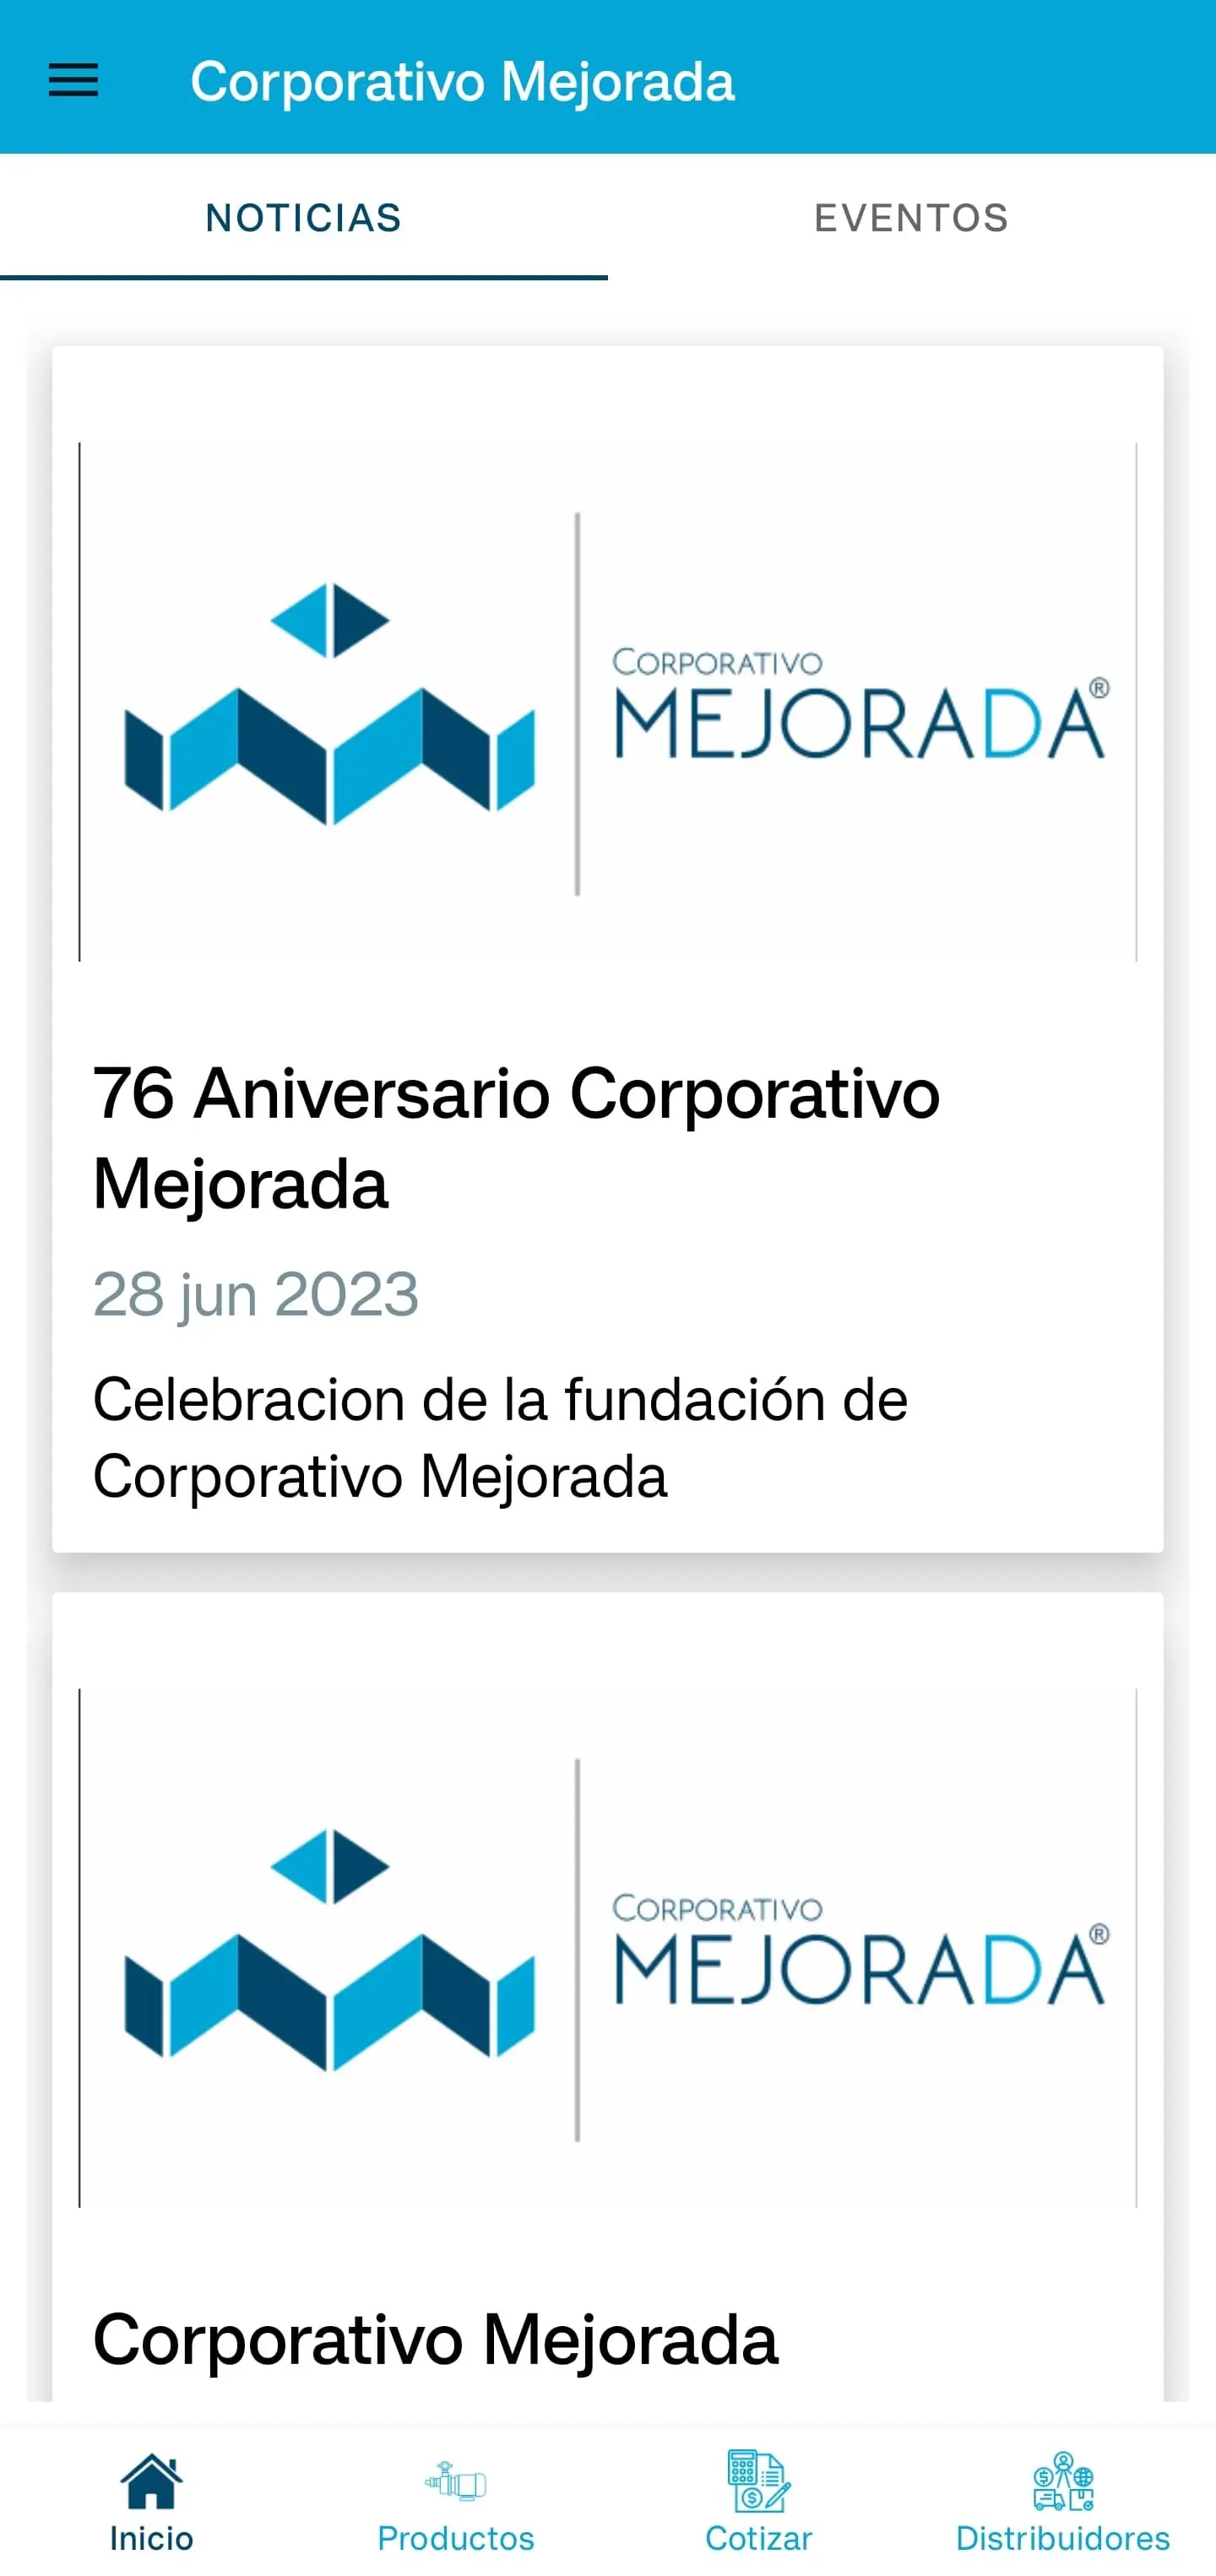 Corporativo Mejorada
NOTICIAS
EVENTOS
CORPORATIVO
MEJORADA®
76 Aniversario Corporativo
Mejorada
28 jun 2023
Celebracion de la fundación de
Corporativo Mejorada
CORPORATIVO
MEJORADA®
Corporativo Mejorada
Inicio
Productos
Cotizar
Distribuidores